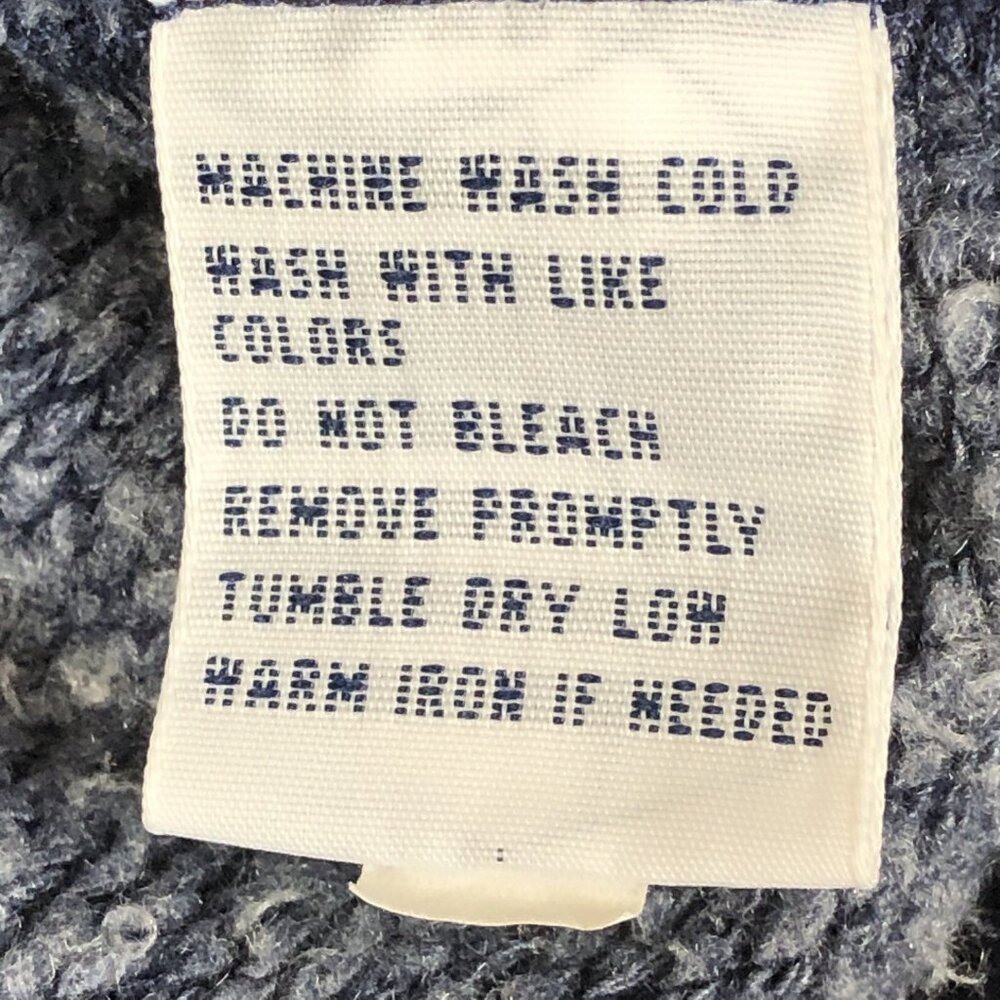 MACHINE WASH COLD
WASH WITH LIKE
COLORS
DO NOT BLEACH
REMOVE PROMPTLY
TUMBLE DRY LOW
WARM IRON IF NEEDED